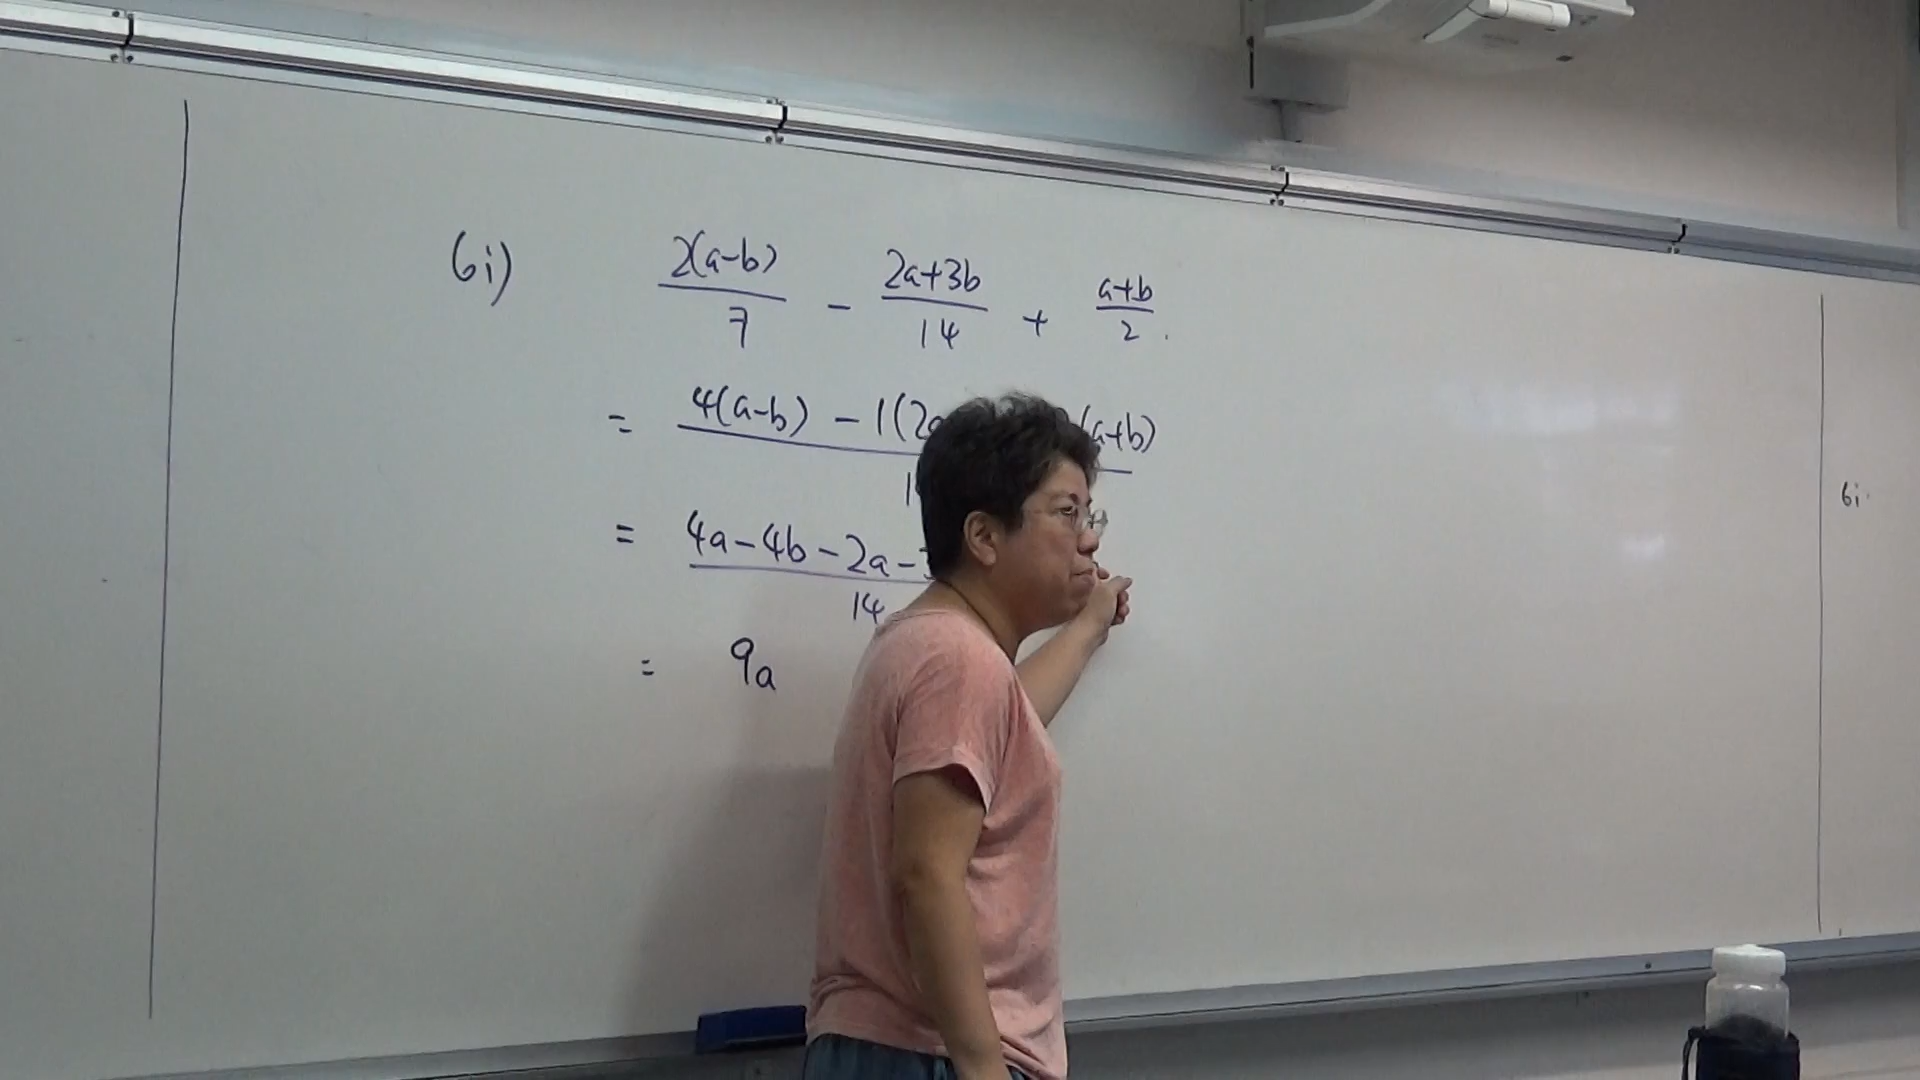 6i) 2(a-b)/7 - (2a+3b)/14 + (a+b)/2.
= 4(a-b) - 1(2a (a+b)
= 4a-4b-2a- /14
= 9a
6i.